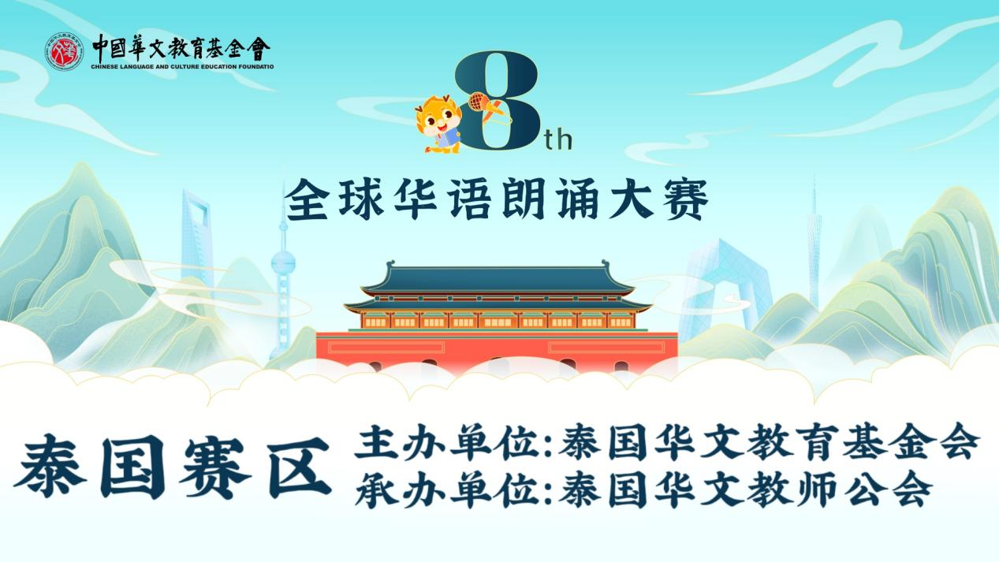 中國華文教育基金會
CHINESE LANGUAGE AND CULTURE EDUCATION FOUNDATIO
8th
全球华语朗诵大赛
泰国赛区
主办单位:泰国华文教育基金会
承办单位:泰国华文教师公会